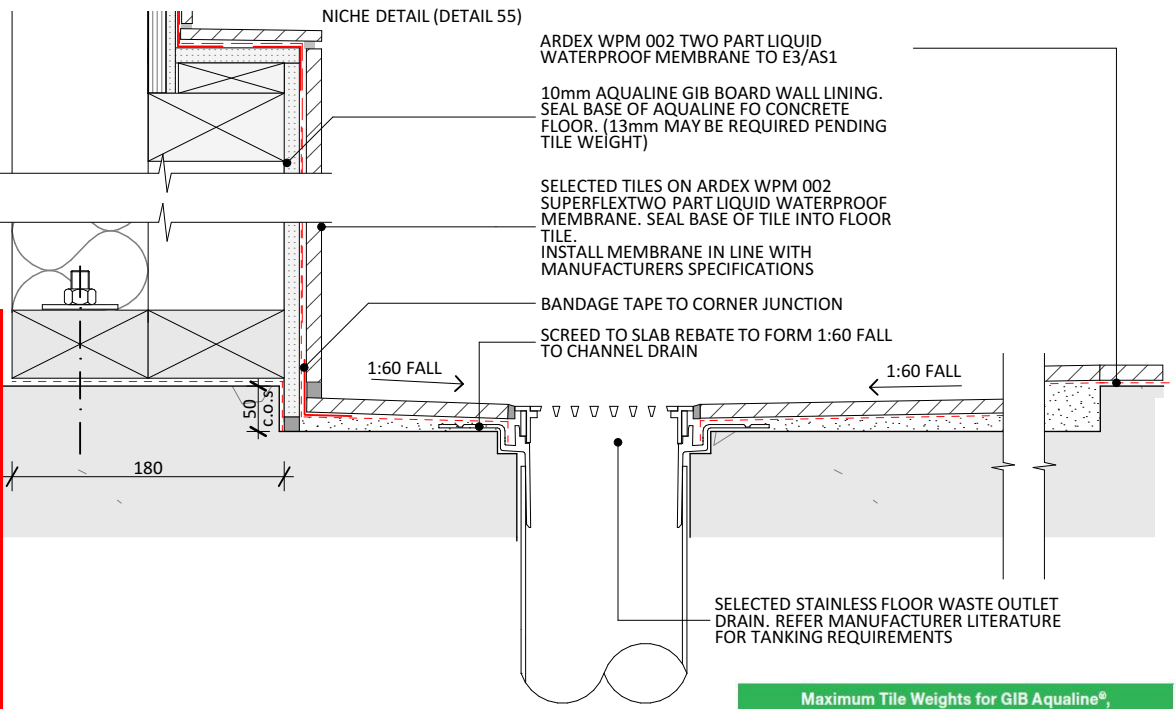 NICHE DETAIL (DETAIL 55)
ARDEX WPM 002 TWO PART LIQUID
WATERPROOF MEMBRANE TO E3/AS1
10mm AQUALINE GIB BOARD WALL LINING.
SEAL BASE OF AQUALINE FO CONCRETE
FLOOR. (13mm MAY BE REQUIRED PENDING
TILE WEIGHT)
SELECTED TILES ON ARDEX WPM 002
SUPERFLEXTWO PART LIQUID WATERPROOF
MEMBRANE. SEAL BASE OF TILE INTO FLOOR
TILE.
INSTALL MEMBRANE IN LINE WITH
MANUFACTURERS SPECIFICATIONS
BANDAGE TAPE TO CORNER JUNCTION
SCREED TO SLAB REBATE TO FORM 1:60 FALL
TO CHANNEL DRAIN
1:60 FALL
1:60 FALL
50
c.o.s
180
SELECTED STAINLESS FLOOR WASTE OUTLET
DRAIN. REFER MANUFACTURER LITERATURE
FOR TANKING REQUIREMENTS
Maximum Tile Weights for GIB Aqualine®,